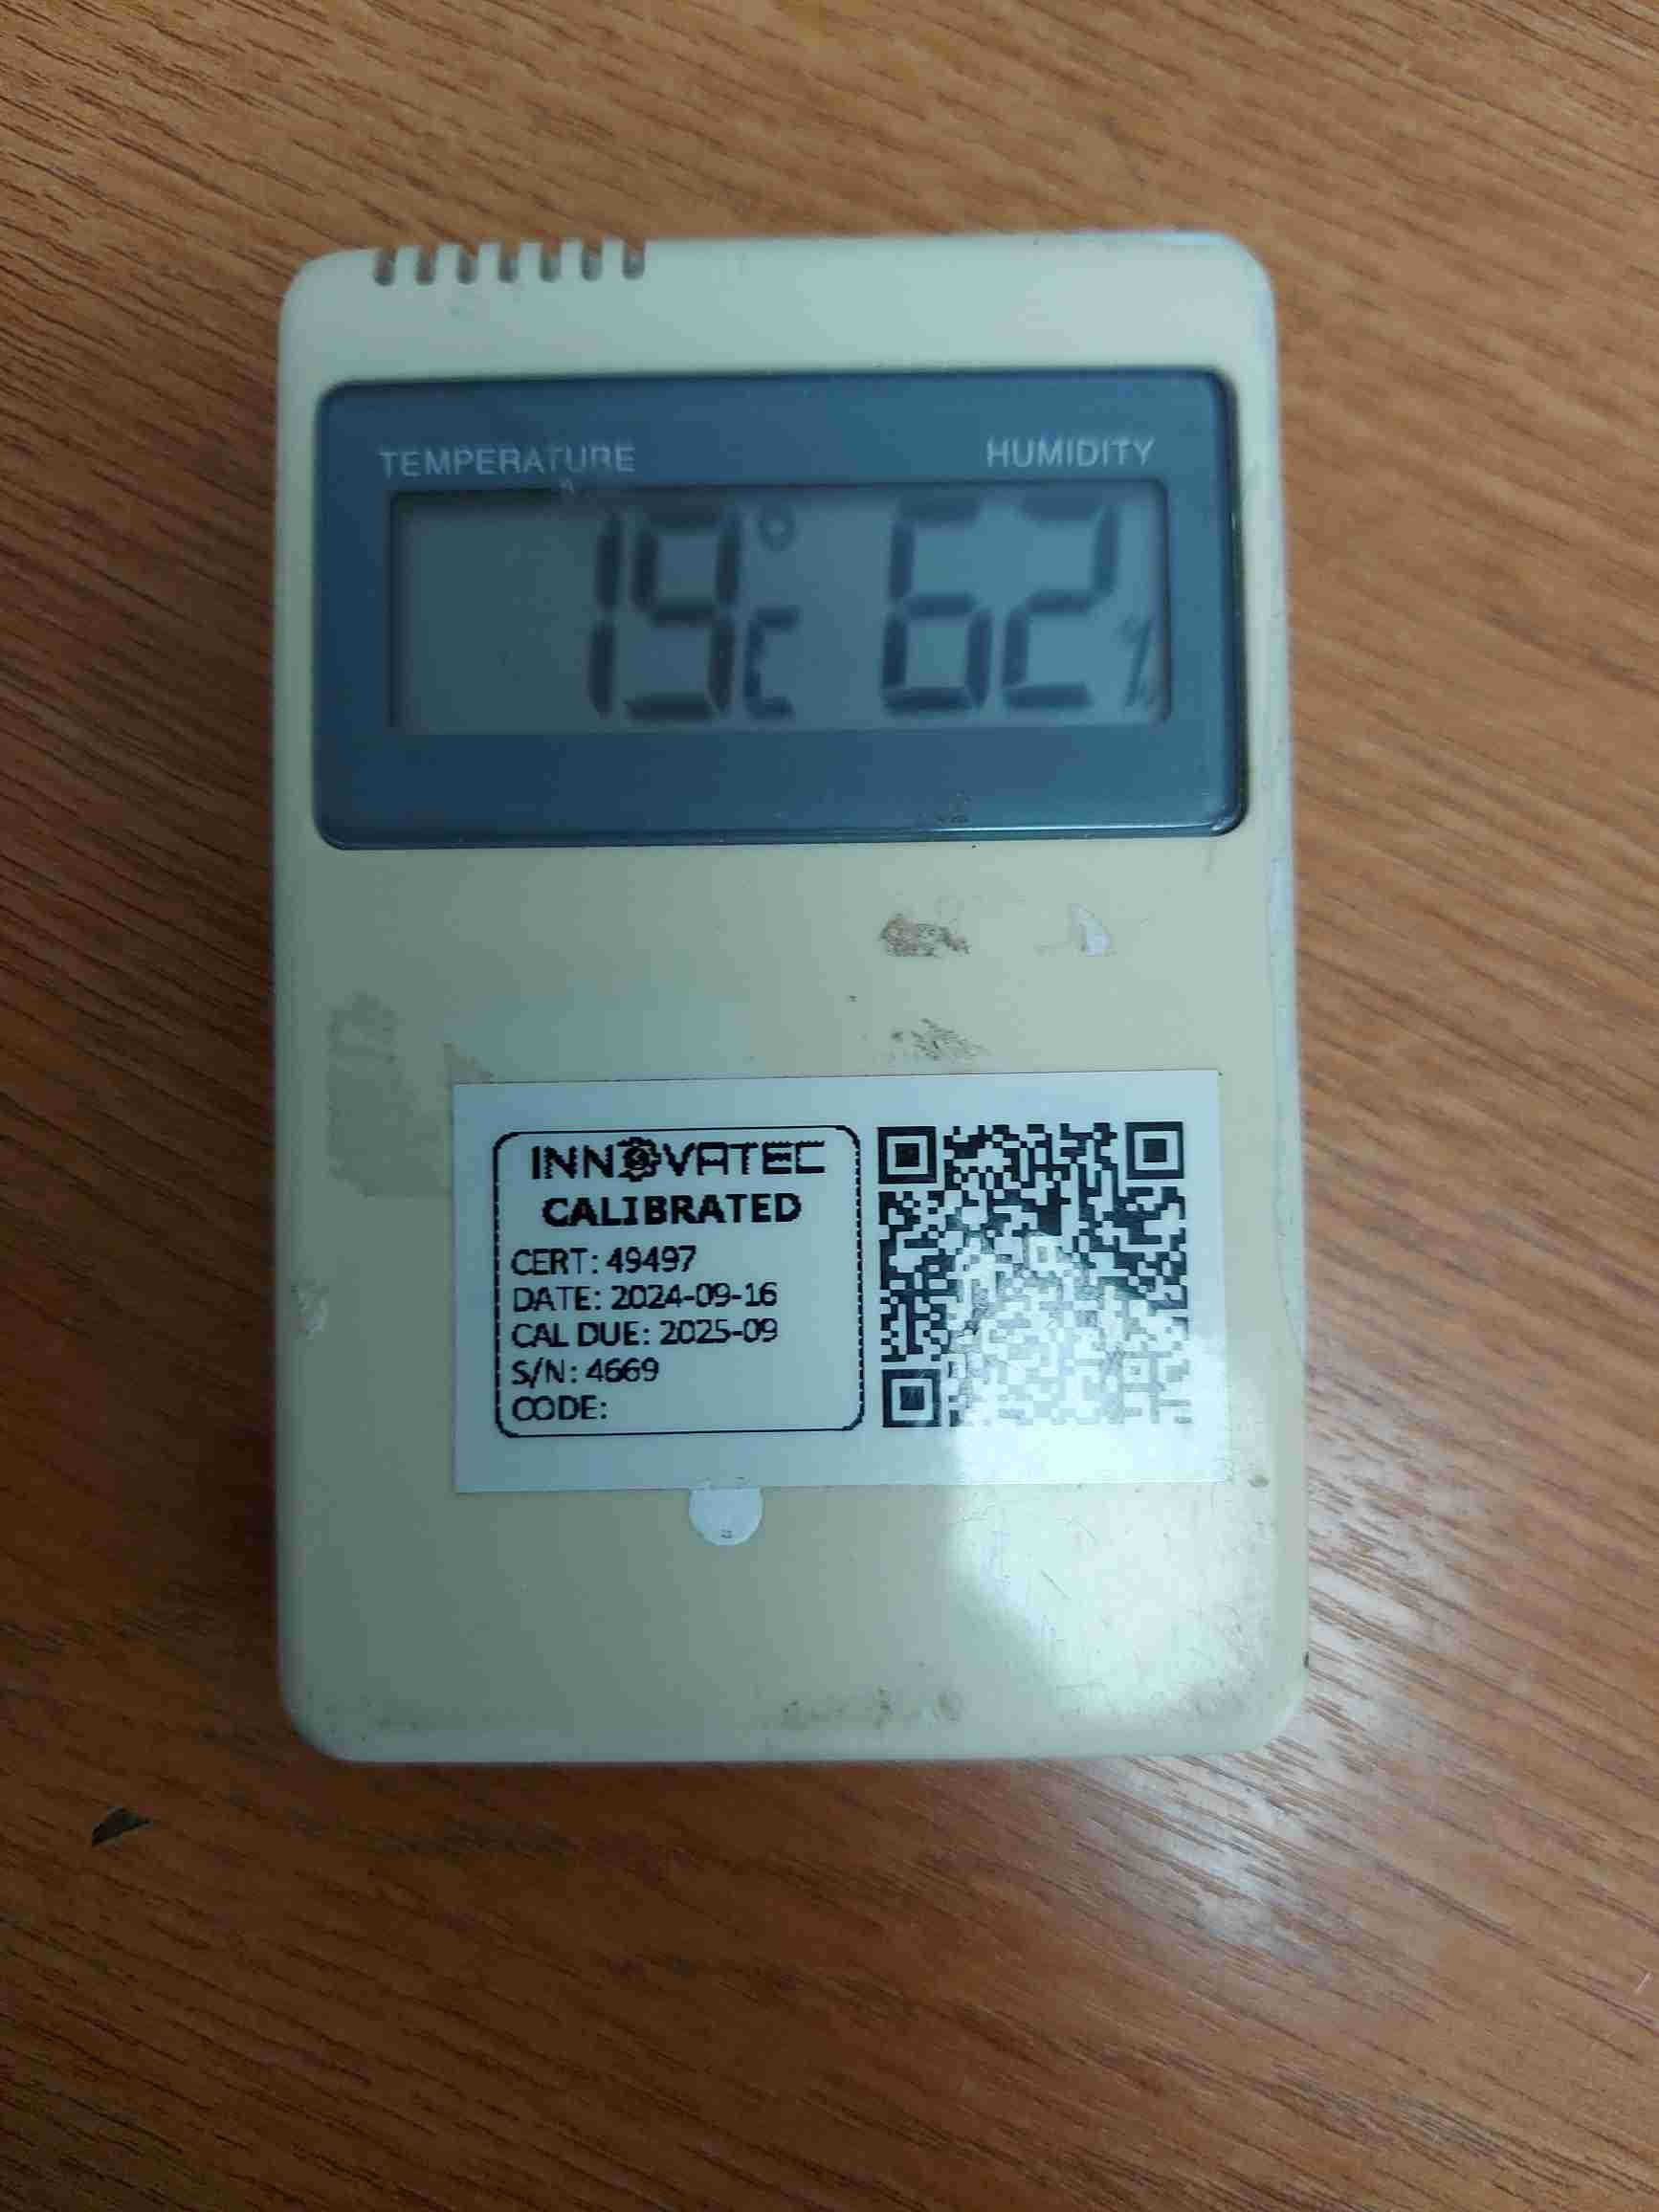 TEMPERATURE HUMIDITY
19°C 62%
INNOVATEC
CALIBRATED
CERT: 49497
DATE: 2024-09-16
CAL DUE: 2025-09
S/N: 4669
CODE: